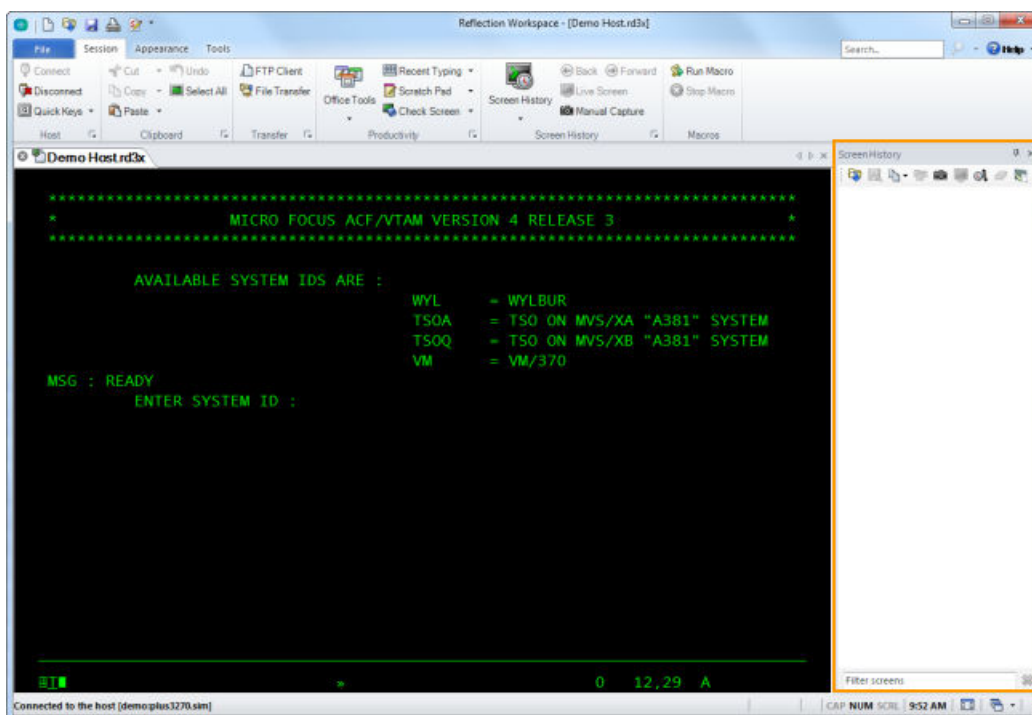 Reflection Workspace - [Demo Host.rd3x]
File Session Appearance Tools
Search...
Help
Connect Cut Undo FTP Client Recent Typing Back Forward Run Macro
Disconnect Copy Select All File Transfer Office Tools Scratch Pad Screen History Live Screen Stop Macro
Quick Keys Paste Check Screen Manual Capture
Host Clipboard Transfer Productivity Screen History Macros
Demo Host.rd3x
Screen History
*******************************************************************************
* MICRO FOCUS ACF/VTAM VERSION 4 RELEASE 3 *
*******************************************************************************
AVAILABLE SYSTEM IDS ARE :
WYL = WYLBUR
TSOA = TSO ON MVS/XA "A381" SYSTEM
TSOQ = TSO ON MVS/XB "A381" SYSTEM
VM = VM/370
MSG : READY
ENTER SYSTEM ID :
0 12,29 A
Filter screens
Connected to the host [demo:plus3270.sim]
CAP NUM SCRL 9:52 AM